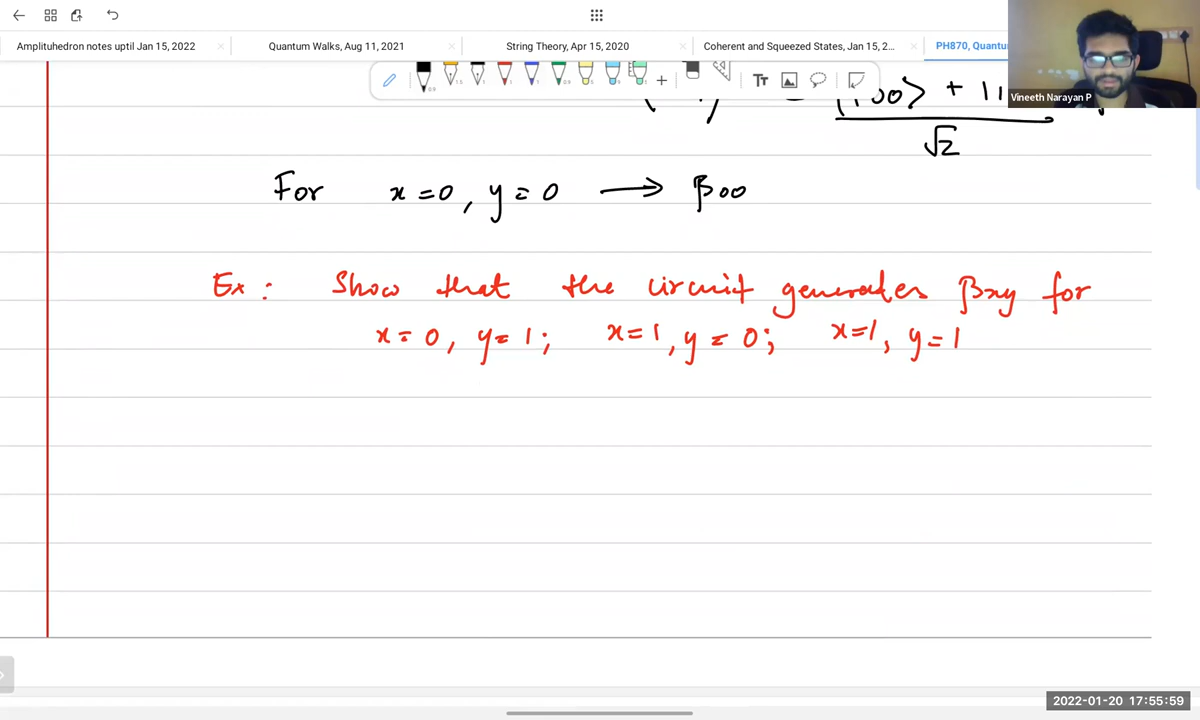 Amplituhedron notes uptil Jan 15, 2022
Quantum Walks, Aug 11, 2021
String Theory, Apr 15, 2020
Coherent and Squeezed States, Jan 15, 2...
PH870, Quantu
Vineeth Narayan P
00> + |1
√2
For x=0, y=0 → β00
Ex: Show that the circuit generates βxy for
x=0, y=1; x=1, y=0; x=1, y=1
2022-01-20 17:55:59